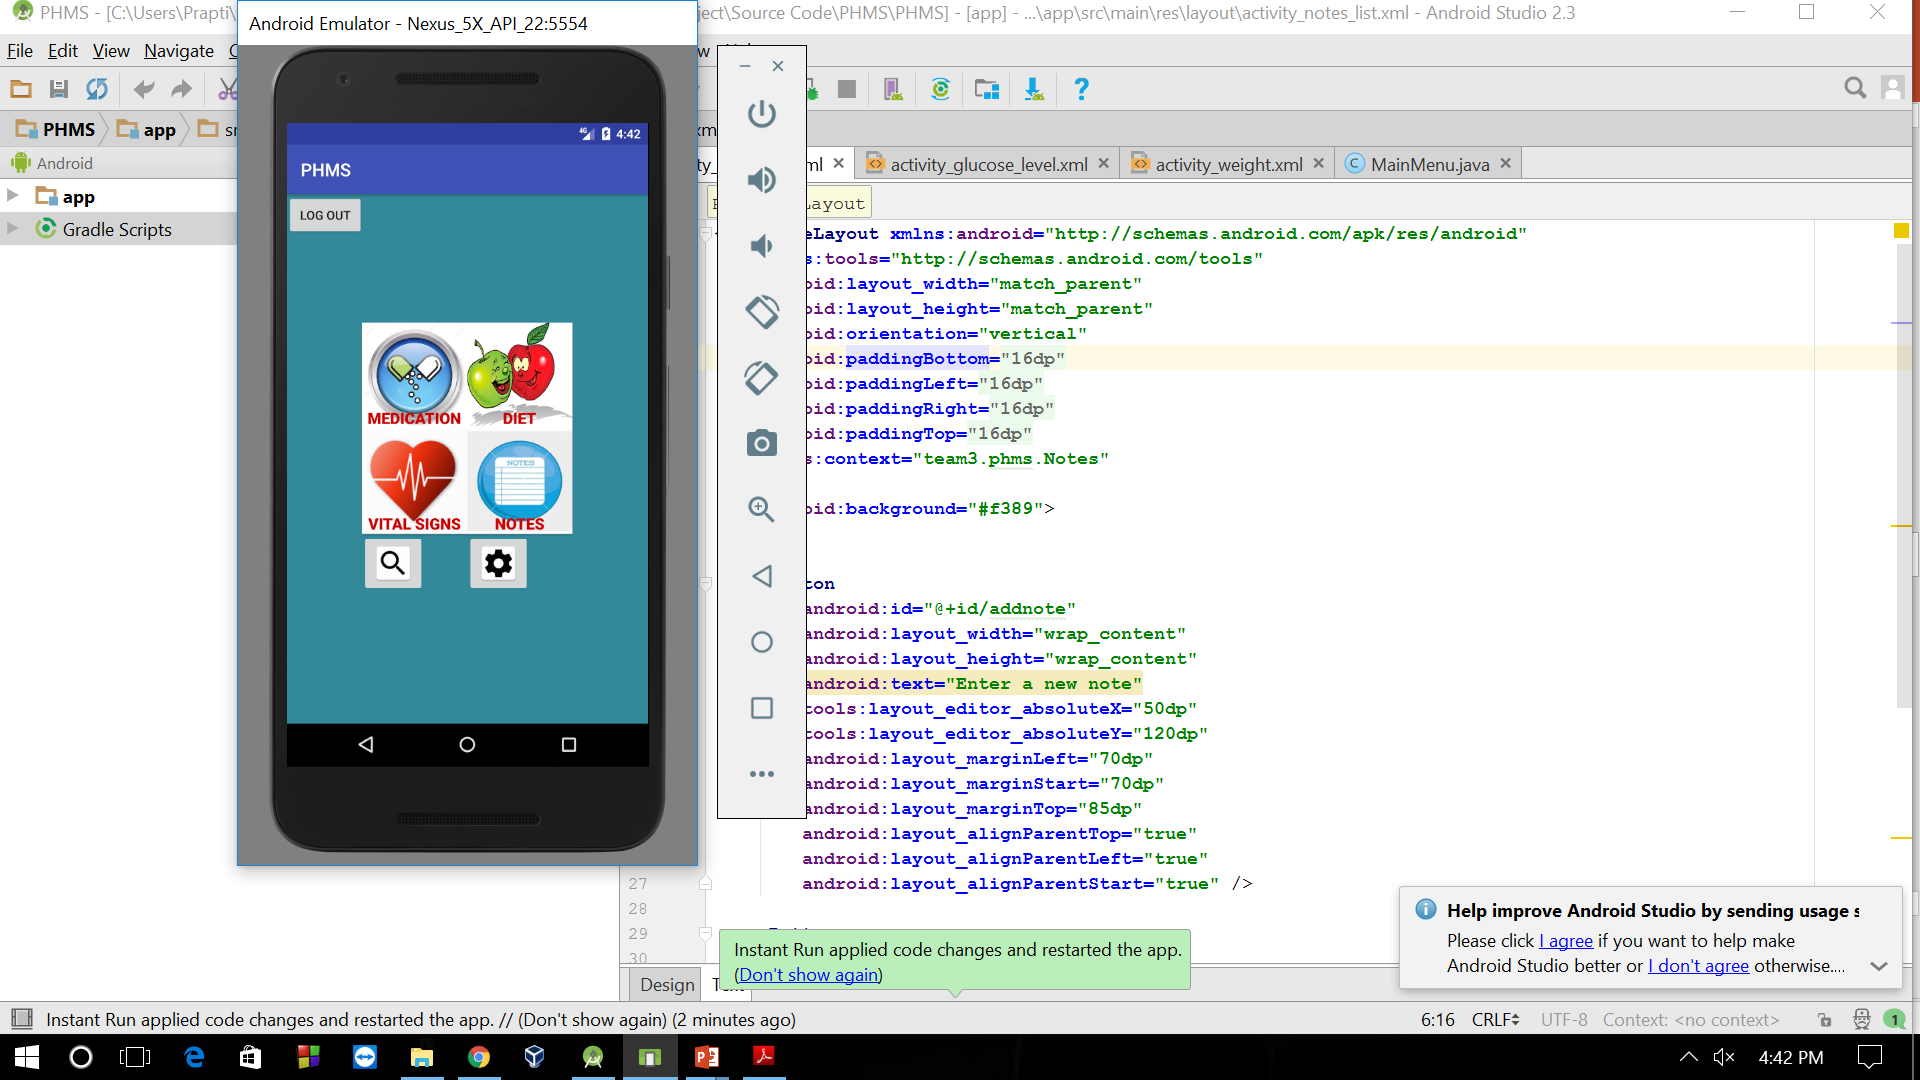 PHMS - [C:\Users\Prapti\
ject\Source Code\PHMS\PHMS] - [app] - ...\app\src\main\res\layout\activity_notes_list.xml - Android Studio 2.3
Android Emulator - Nexus_5X_API_22:5554
File Edit View Navigate
PHMS app
Android
activity_glucose_level.xml activity_weight.xml MainMenu.java
app
Gradle Scripts
4G 4:42
PHMS
LOG OUT
MEDICATION DIET
NOTES
VITAL SIGNS NOTES
Layout
eLayout xmlns:android="http://schemas.android.com/apk/res/android"
s:tools="http://schemas.android.com/tools"
oid:layout_width="match_parent"
oid:layout_height="match_parent"
oid:orientation="vertical"
oid:paddingBottom="16dp"
oid:paddingLeft="16dp"
oid:paddingRight="16dp"
oid:paddingTop="16dp"
s:context="team3.phms.Notes"
oid:background="#f389">
ton
android:id="@+id/addnote"
android:layout_width="wrap_content"
android:layout_height="wrap_content"
android:text="Enter a new note"
tools:layout_editor_absoluteX="50dp"
tools:layout_editor_absoluteY="120dp"
android:layout_marginLeft="70dp"
android:layout_marginStart="70dp"
android:layout_marginTop="85dp"
android:layout_alignParentTop="true"
android:layout_alignParentLeft="true"
27 android:layout_alignParentStart="true" />
28
29
30
Instant Run applied code changes and restarted the app.
(Don't show again)
Help improve Android Studio by sending usage s
Please click I agree if you want to help make
Android Studio better or I don't agree otherwise....
Design
Instant Run applied code changes and restarted the app. // (Don't show again) (2 minutes ago)
6:16 CRLF UTF-8 Context: <no context> 1
4:42 PM